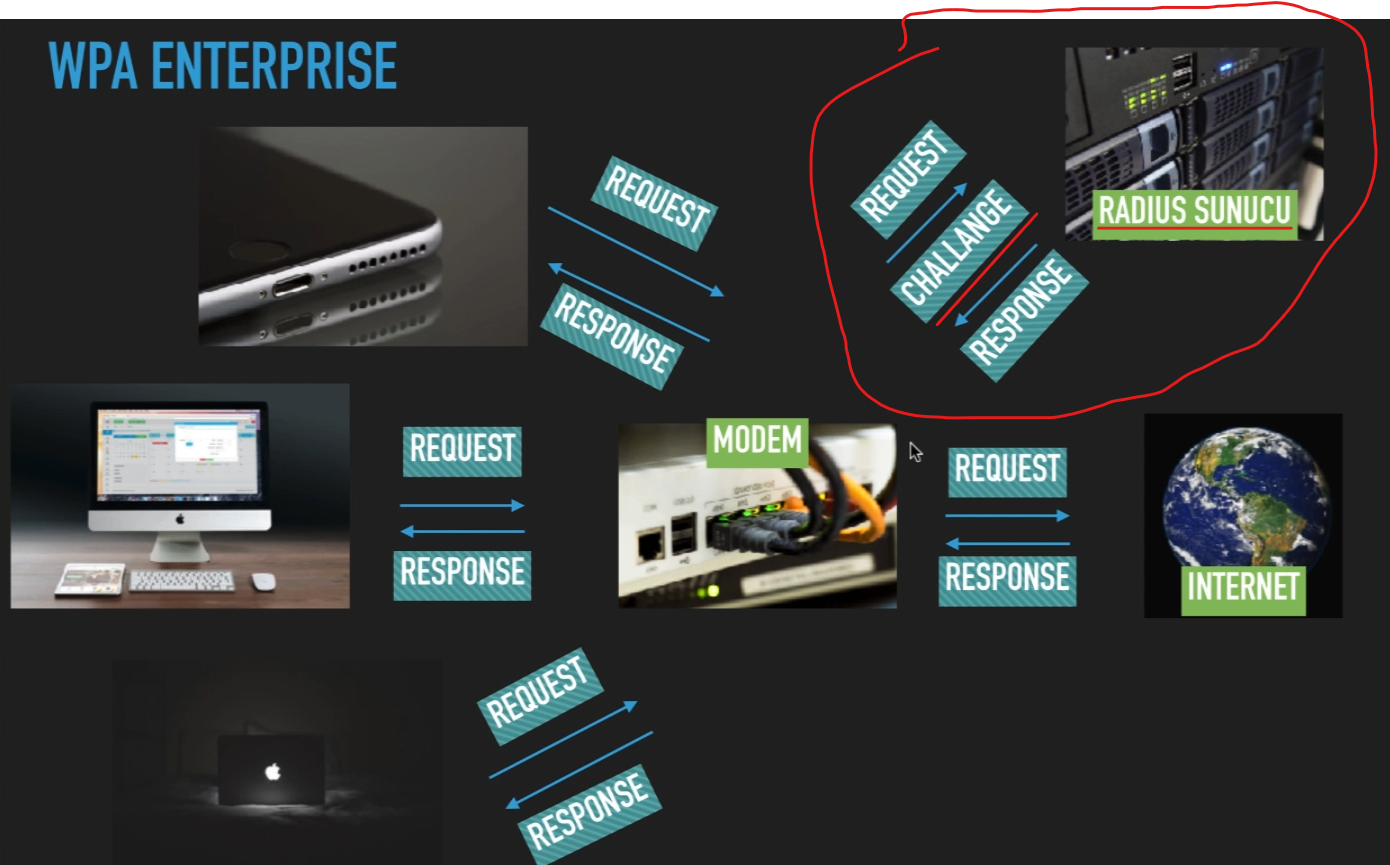 WPA ENTERPRISE
REQUEST
RESPONSE
REQUEST
CHALLANGE
RESPONSE
RADIUS SUNUCU
REQUEST
RESPONSE
MODEM
REQUEST
RESPONSE
INTERNET
REQUEST
RESPONSE